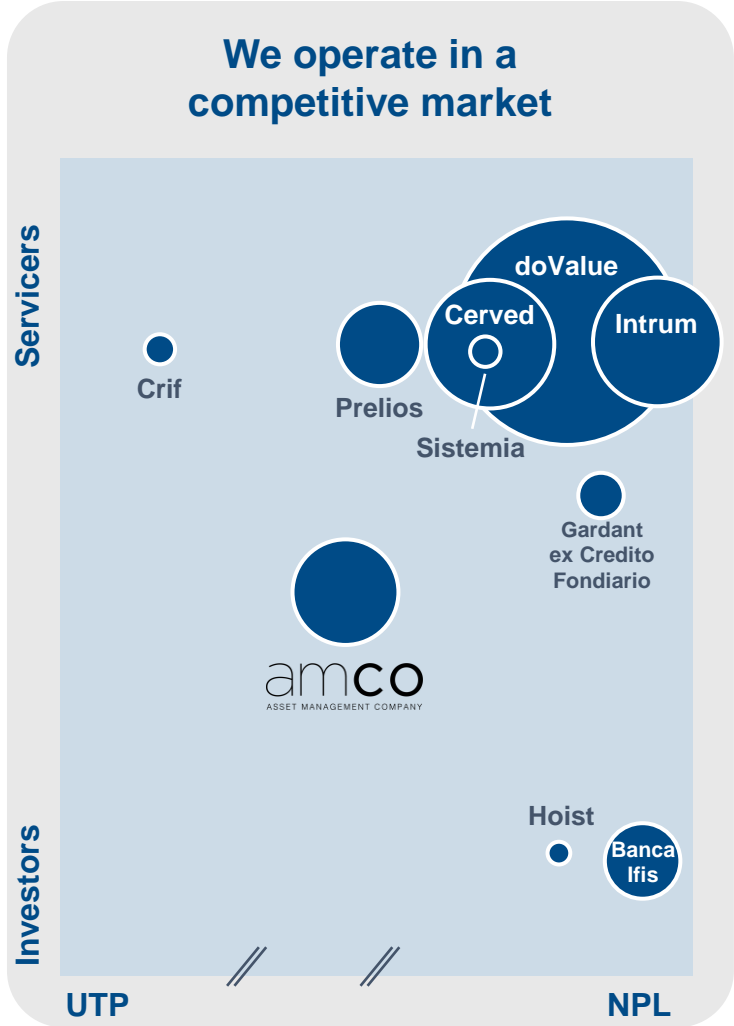 We operate in a
competitive market
Servicers
doValue
Cerved
Intrum
Crif
Prelios
Sistemia
Gardant
ex Credito
Fondiario
amco
ASSET MANAGEMENT COMPANY
Hoist
Banca
Ifis
Investors
UTP
NPL